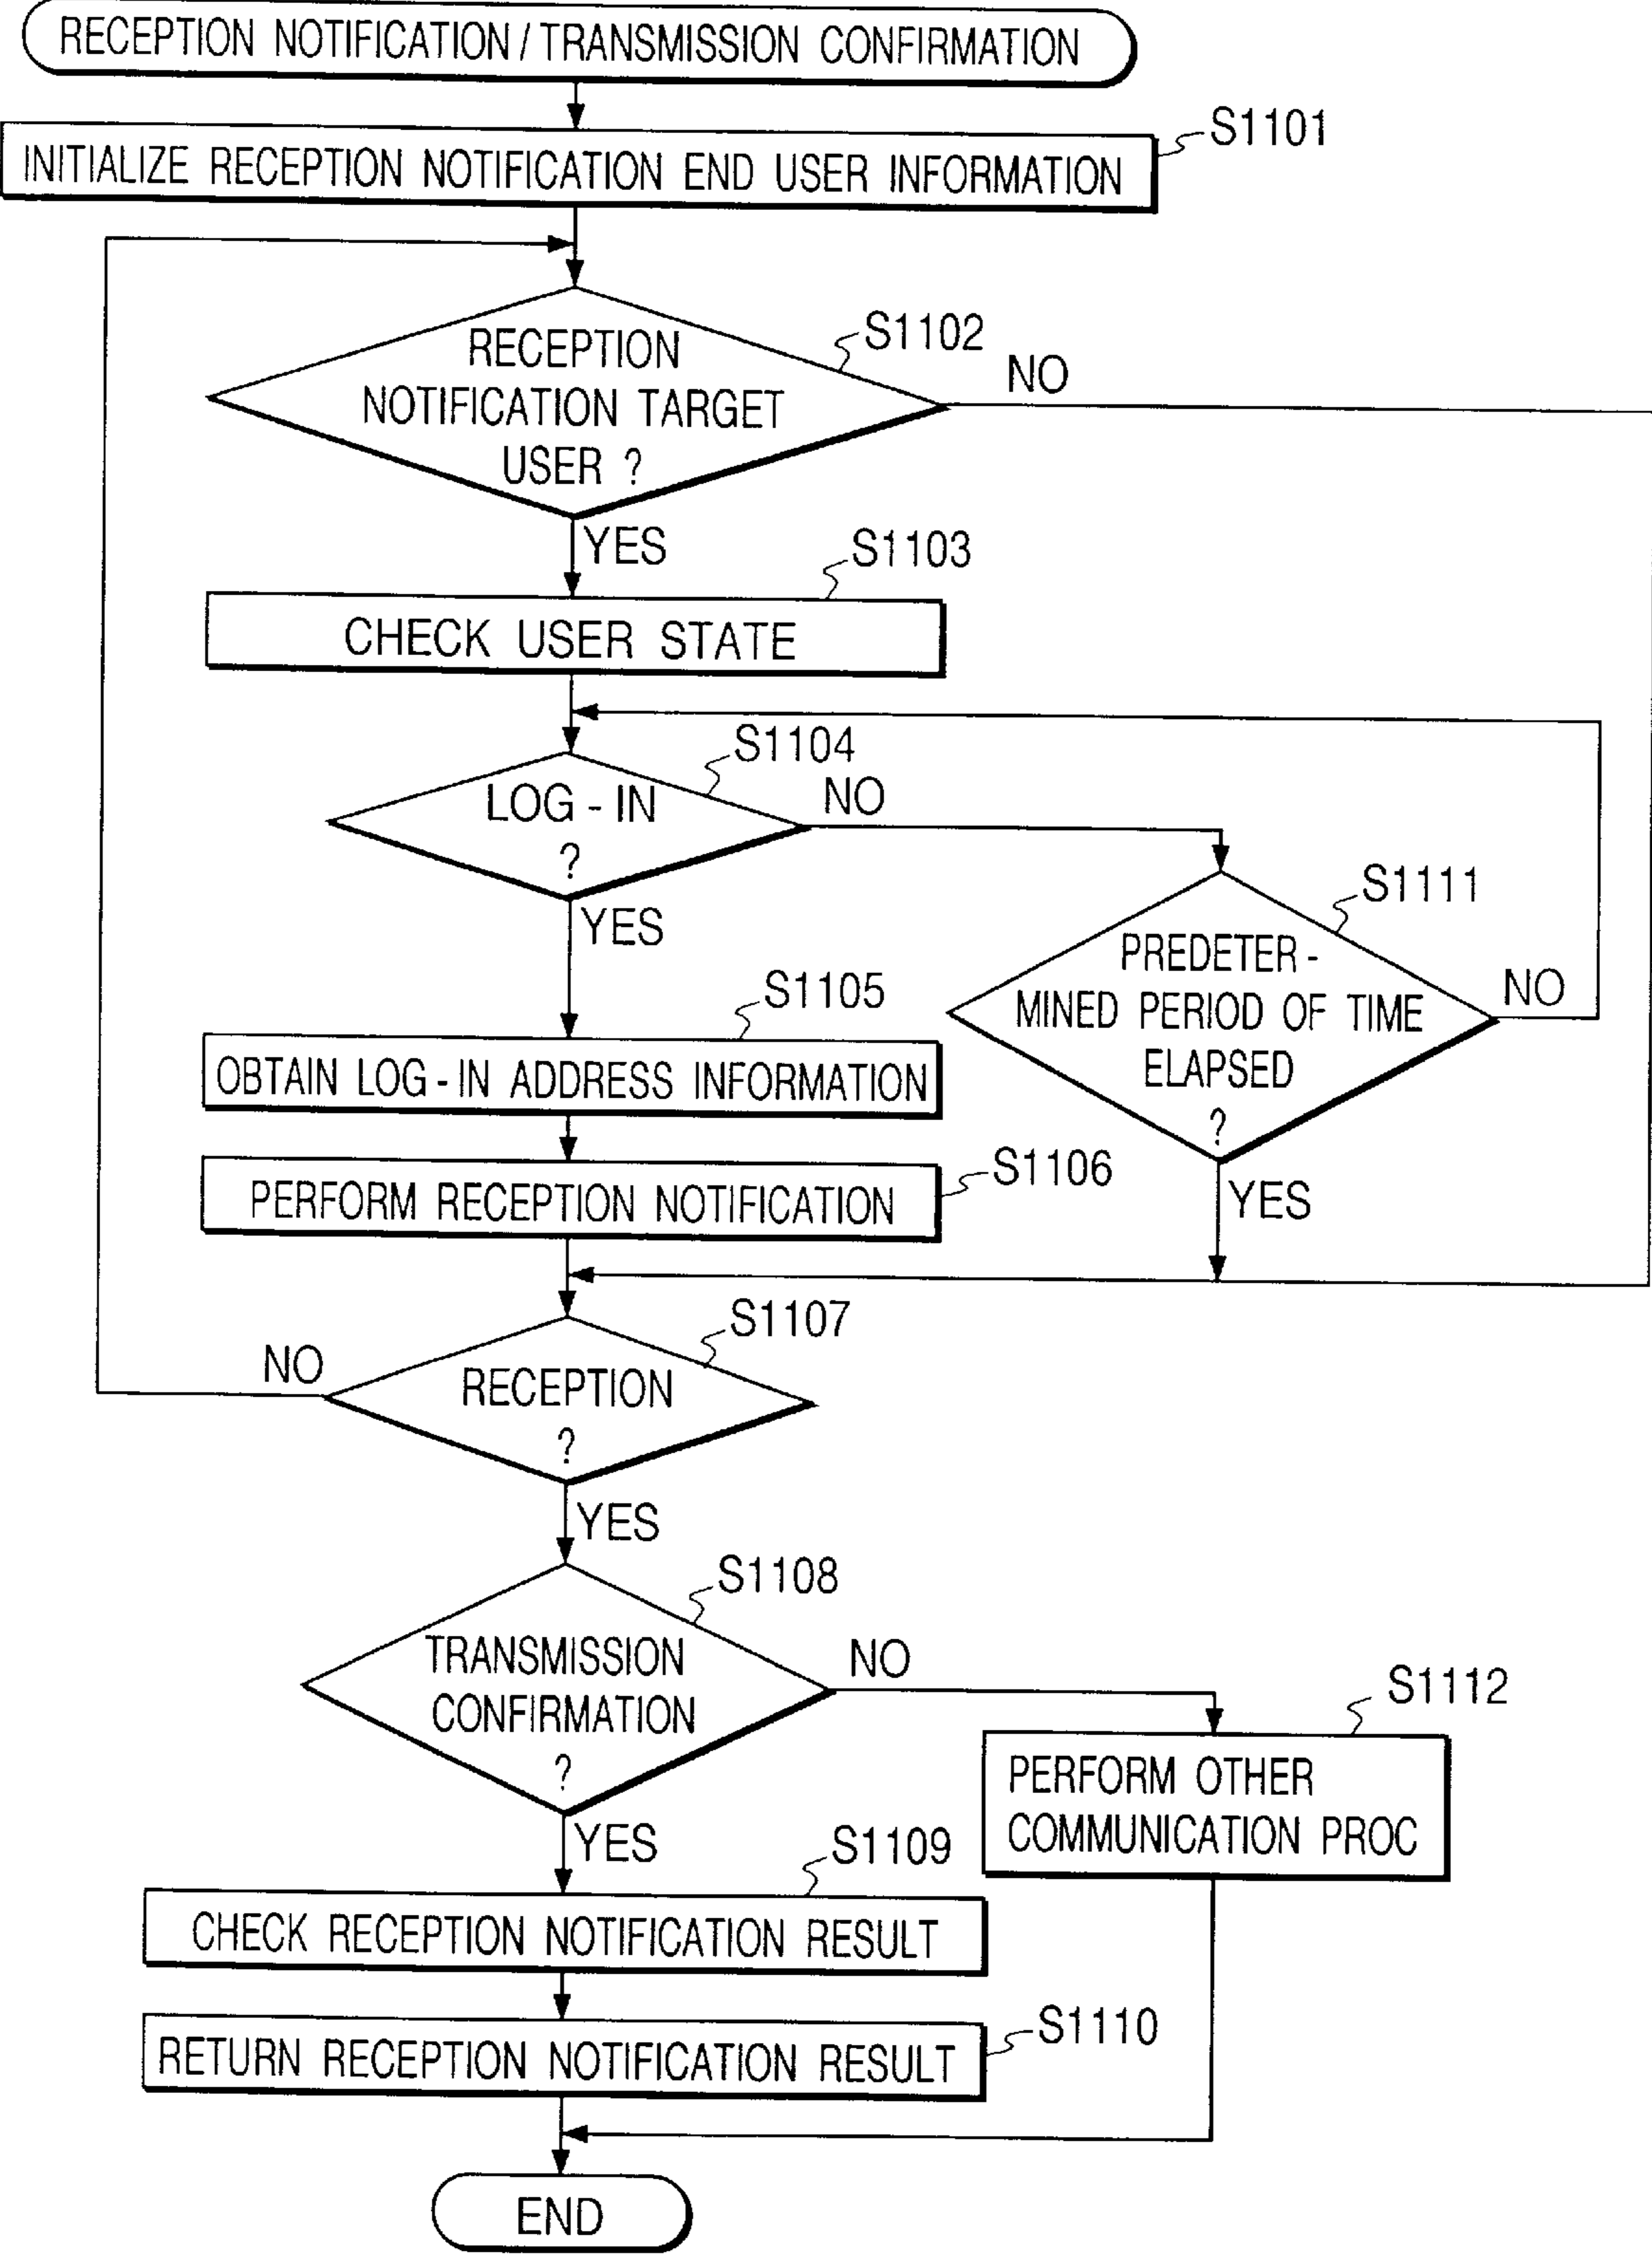 RECEPTION NOTIFICATION / TRANSMISSION CONFIRMATION
S1101
INITIALIZE RECEPTION NOTIFICATION END USER INFORMATION
S1102
RECEPTION
NOTIFICATION TARGET
USER ?
NO
YES
S1103
CHECK USER STATE
S1104
LOG - IN
?
NO
YES
S1111
PREDETER -
MINED PERIOD OF TIME
ELAPSED
?
NO
YES
S1105
OBTAIN LOG - IN ADDRESS INFORMATION
S1106
PERFORM RECEPTION NOTIFICATION
S1107
RECEPTION
?
NO
YES
S1108
TRANSMISSION
CONFIRMATION
?
NO
YES
S1112
PERFORM OTHER
COMMUNICATION PROC
S1109
CHECK RECEPTION NOTIFICATION RESULT
S1110
RETURN RECEPTION NOTIFICATION RESULT
END